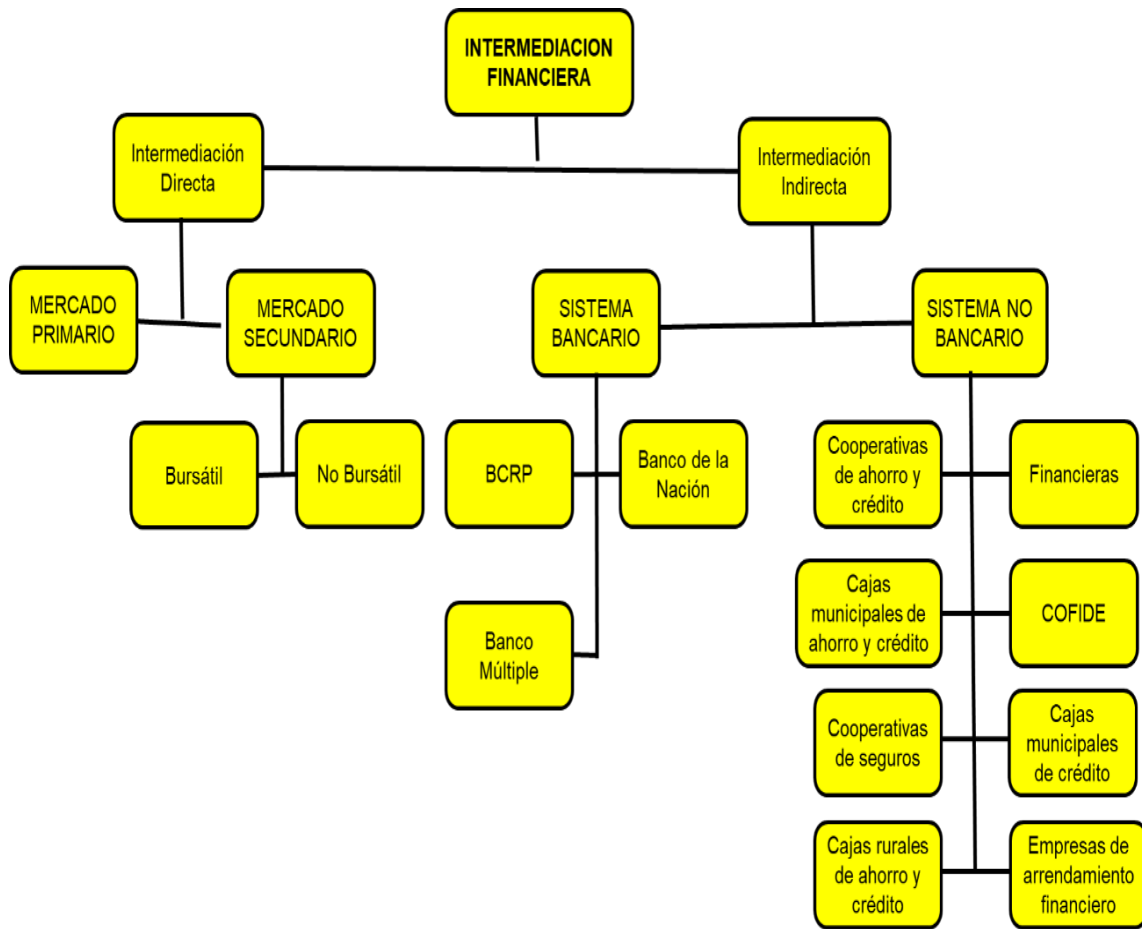 INTERMEDIACION
FINANCIERA
Intermediación
Directa
Intermediación
Indirecta
MERCADO
PRIMARIO
MERCADO
SECUNDARIO
SISTEMA
BANCARIO
SISTEMA NO
BANCARIO
Bursátil
No Bursátil
BCRP
Banco de la
Nación
Cooperativas
de ahorro y
crédito
Financieras
Banco
Múltiple
Cajas
municipales de
ahorro y crédito
COFIDE
Cooperativas
de seguros
Cajas
municipales
de crédito
Cajas rurales
de ahorro y
crédito
Empresas de
arrendamiento
financiero